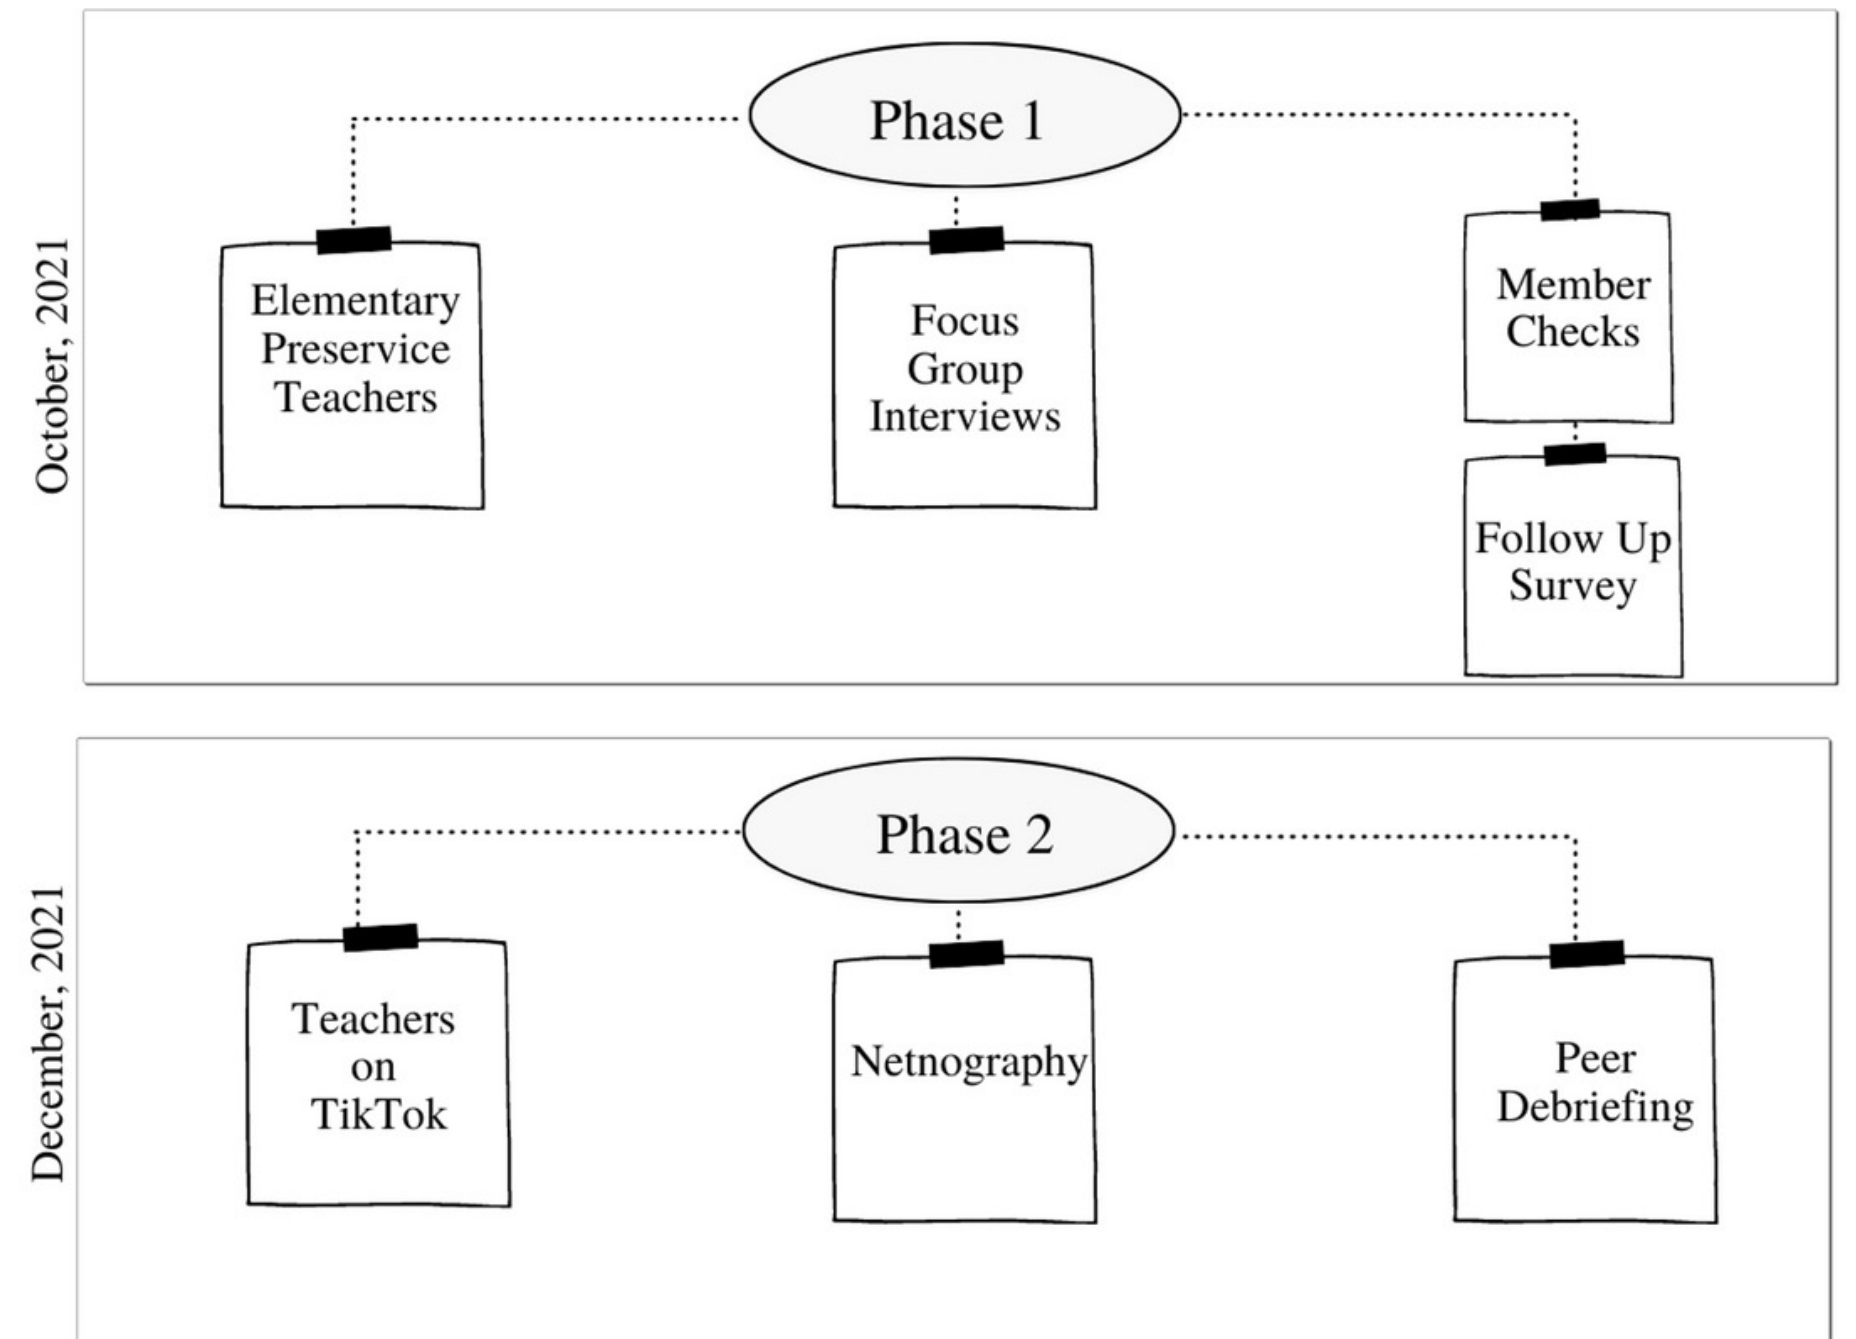 October, 2021
Phase 1
Elementary
Preservice
Teachers
Focus
Group
Interviews
Member
Checks
Follow Up
Survey
December, 2021
Phase 2
Teachers
on
TikTok
Netnography
Peer
Debriefing